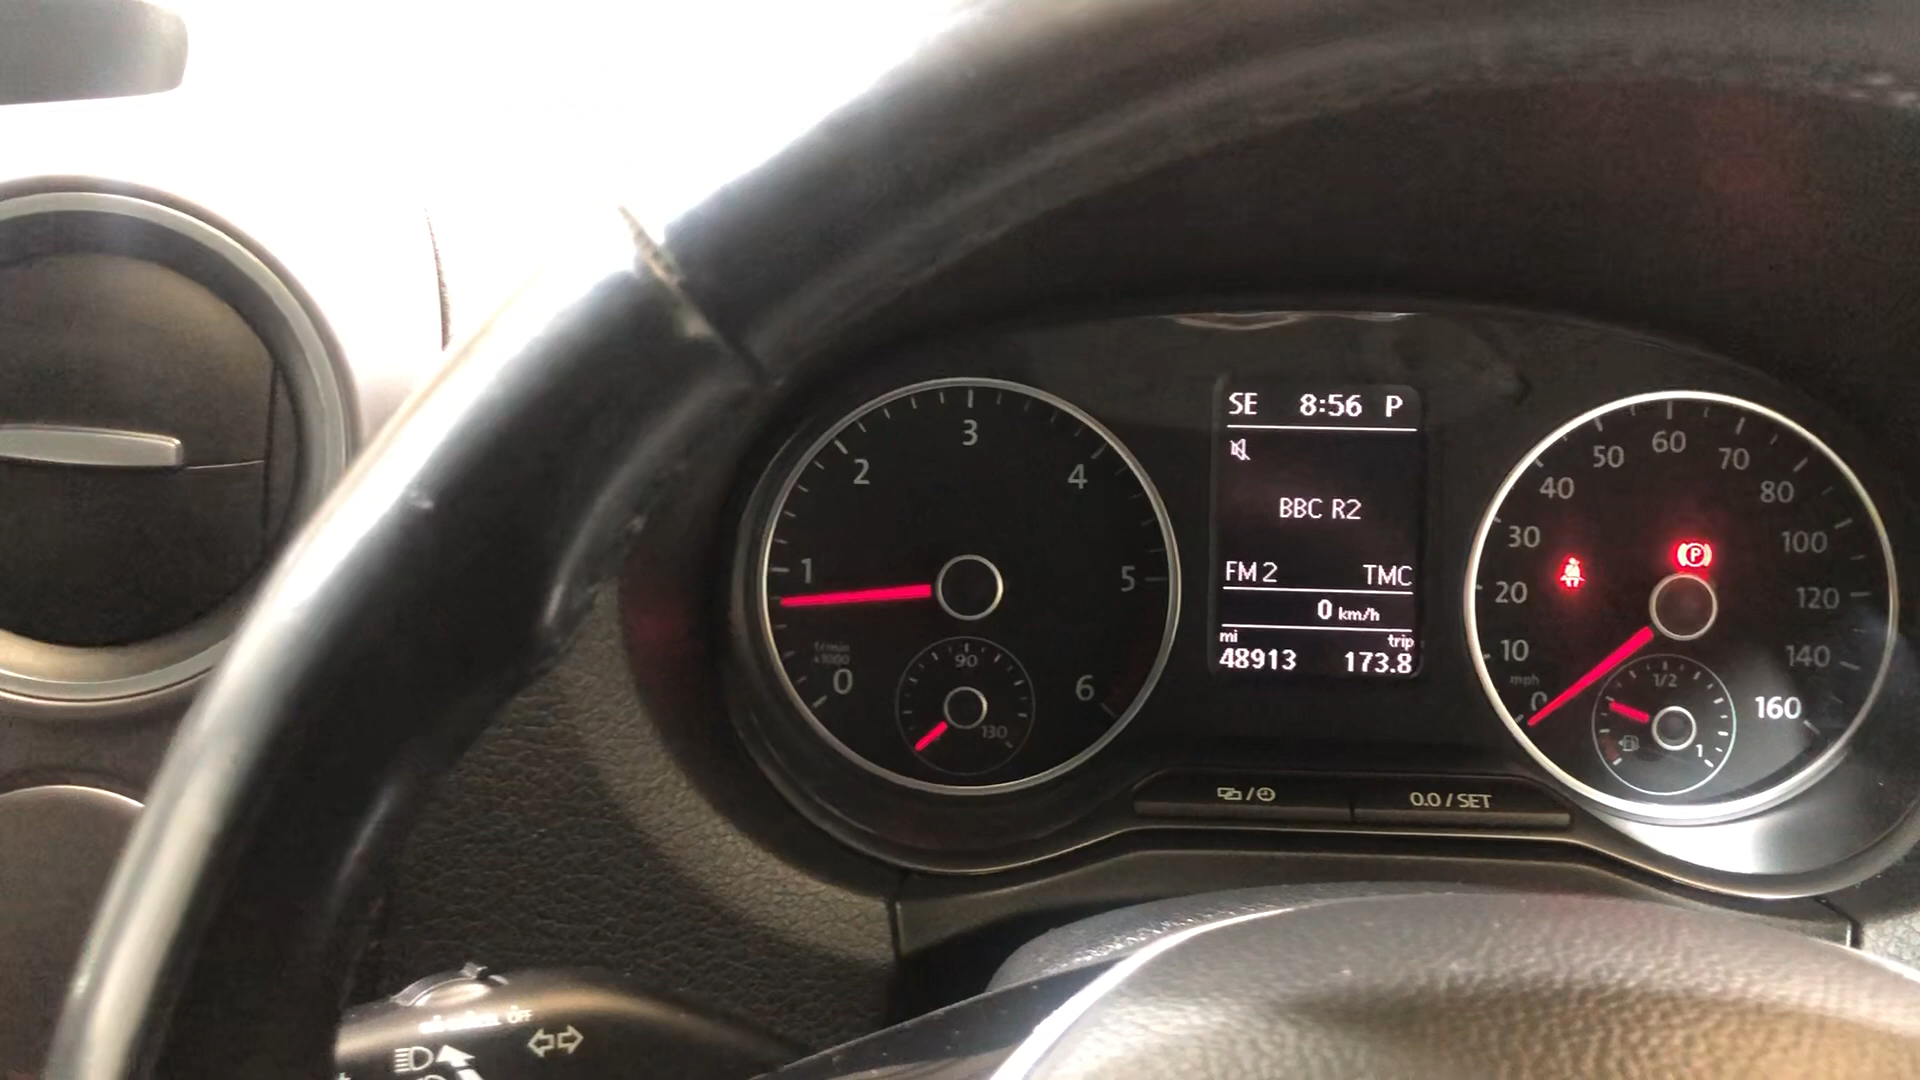 SE 8:56 P
BBC R2
FM 2 TMC
0 km/h
mi trip
48913 173.8
0 1 2 3 4 5 6
90
130
0 10 20 30 40 50 60 70 80 100 120 140 160
mph
1/2
1
P
0.0 / SET
OFF